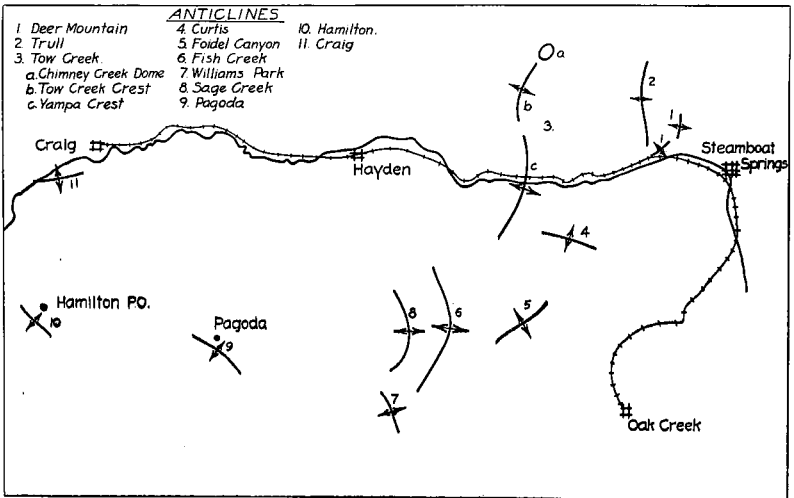 ANTICLINES
1 Deer Mountain
2 Trull
3. Tow Creek.
a.Chimney Creek Dome
b.Tow Creek Crest
c.Yampa Crest
4. Curtis
5. Foidel Canyon
6. Fish Creek
7. Williams Park
8. Sage Creek
9. Pagoda
10. Hamilton.
11. Craig
a
2
b
1
3.
1
Craig
Hayden
Steamboat
Springs
c
11
4
Hamilton P.O.
10
Pagoda
9
8
6
5
7
Oak Creek